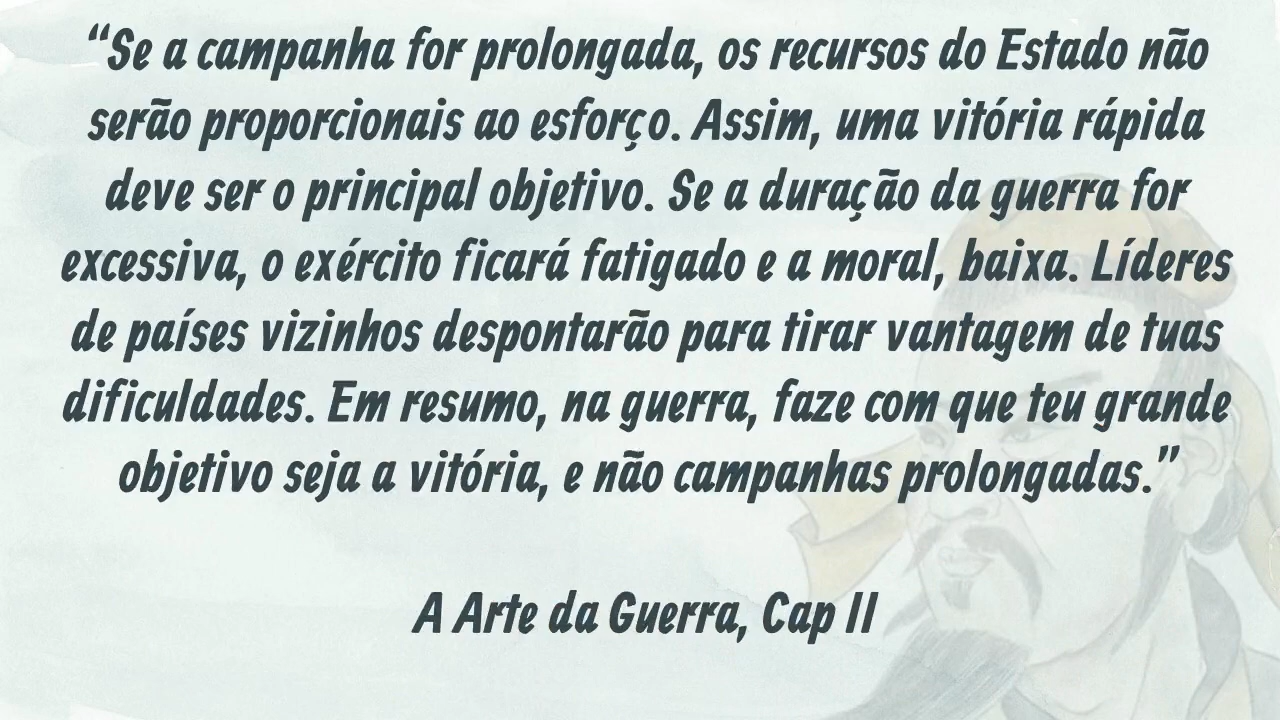 “Se a campanha for prolongada, os recursos do Estado não
serão proporcionais ao esforço. Assim, uma vitória rápida
deve ser o principal objetivo. Se a duração da guerra for
excessiva, o exército ficará fatigado e a moral, baixa. Líderes
de países vizinhos despontarão para tirar vantagem de tuas
dificuldades. Em resumo, na guerra, faze com que teu grande
objetivo seja a vitória, e não campanhas prolongadas.”
A Arte da Guerra, Cap II